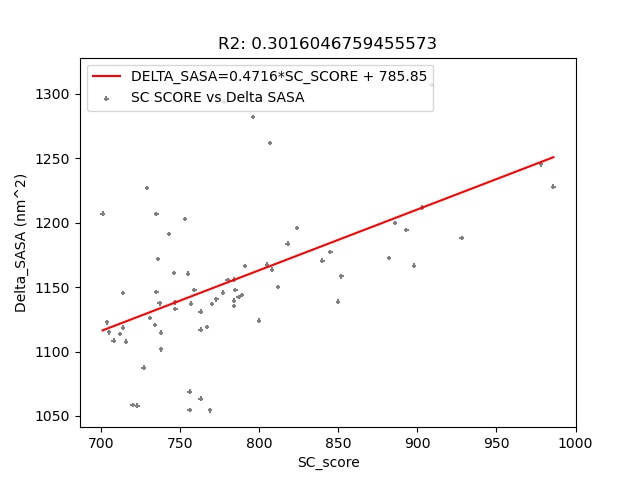 R2: 0.3016046759455573
DELTA_SASA=0.4716*SC_SCORE + 785.85
SC SCORE vs Delta SASA
Delta_SASA (nm^2)
1300
1250
1200
1150
1100
1050
700 750 800 850 900 950 1000
SC_score